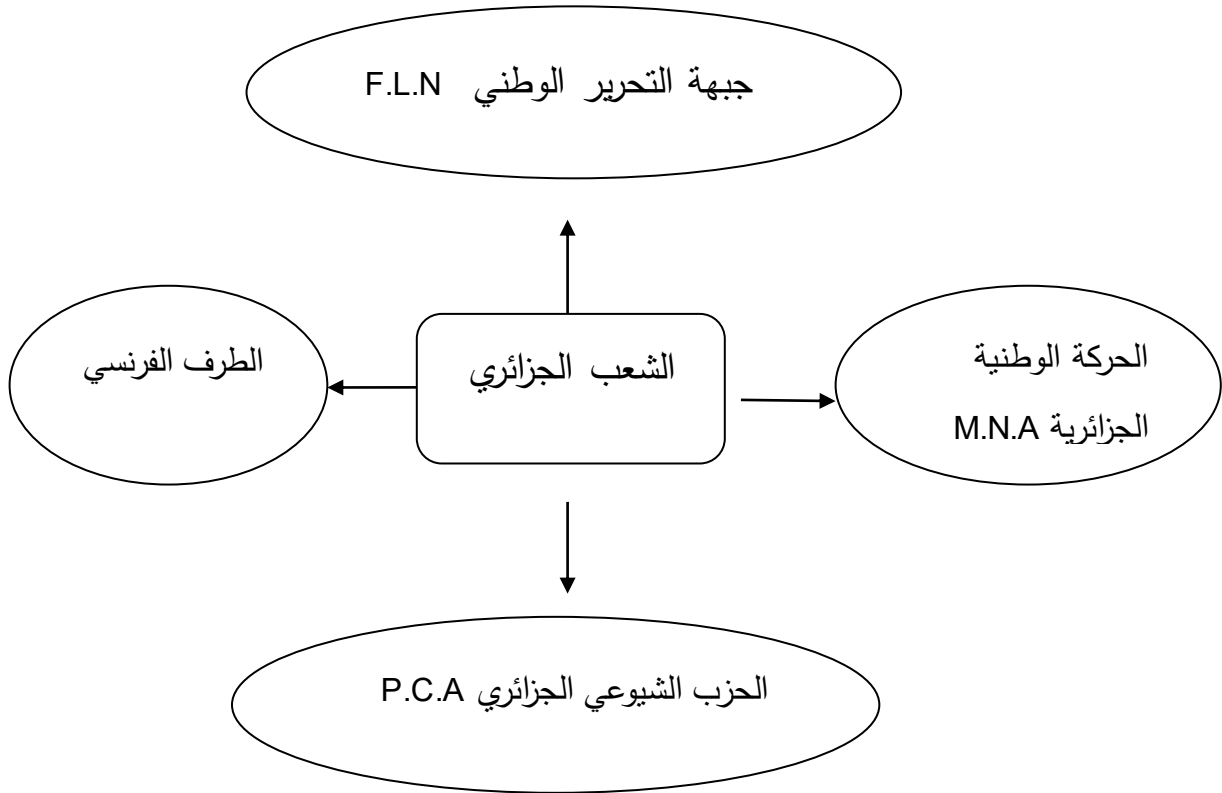 جبهة التحرير الوطني F.L.N
الشعب الجزائري
الحركة الوطنية
الجزائرية M.N.A
الطرف الفرنسي
الحزب الشيوعي الجزائري P.C.A